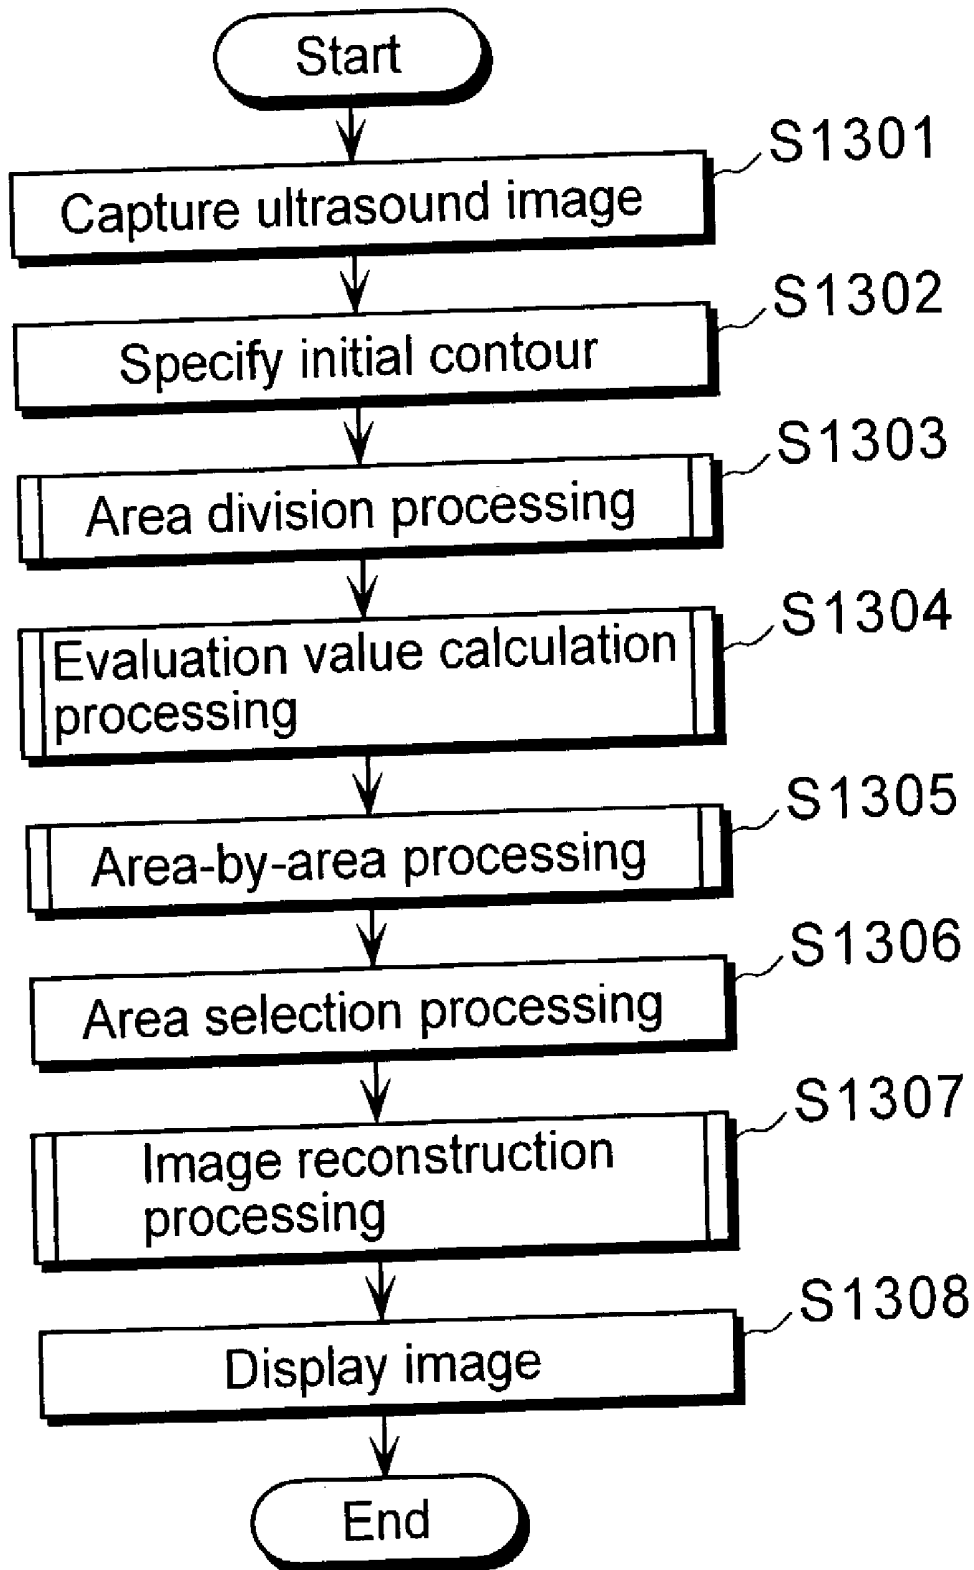 Start
S1301
Capture ultrasound image
S1302
Specify initial contour
S1303
Area division processing
S1304
Evaluation value calculation
processing
S1305
Area-by-area processing
S1306
Area selection processing
S1307
Image reconstruction
processing
S1308
Display image
End